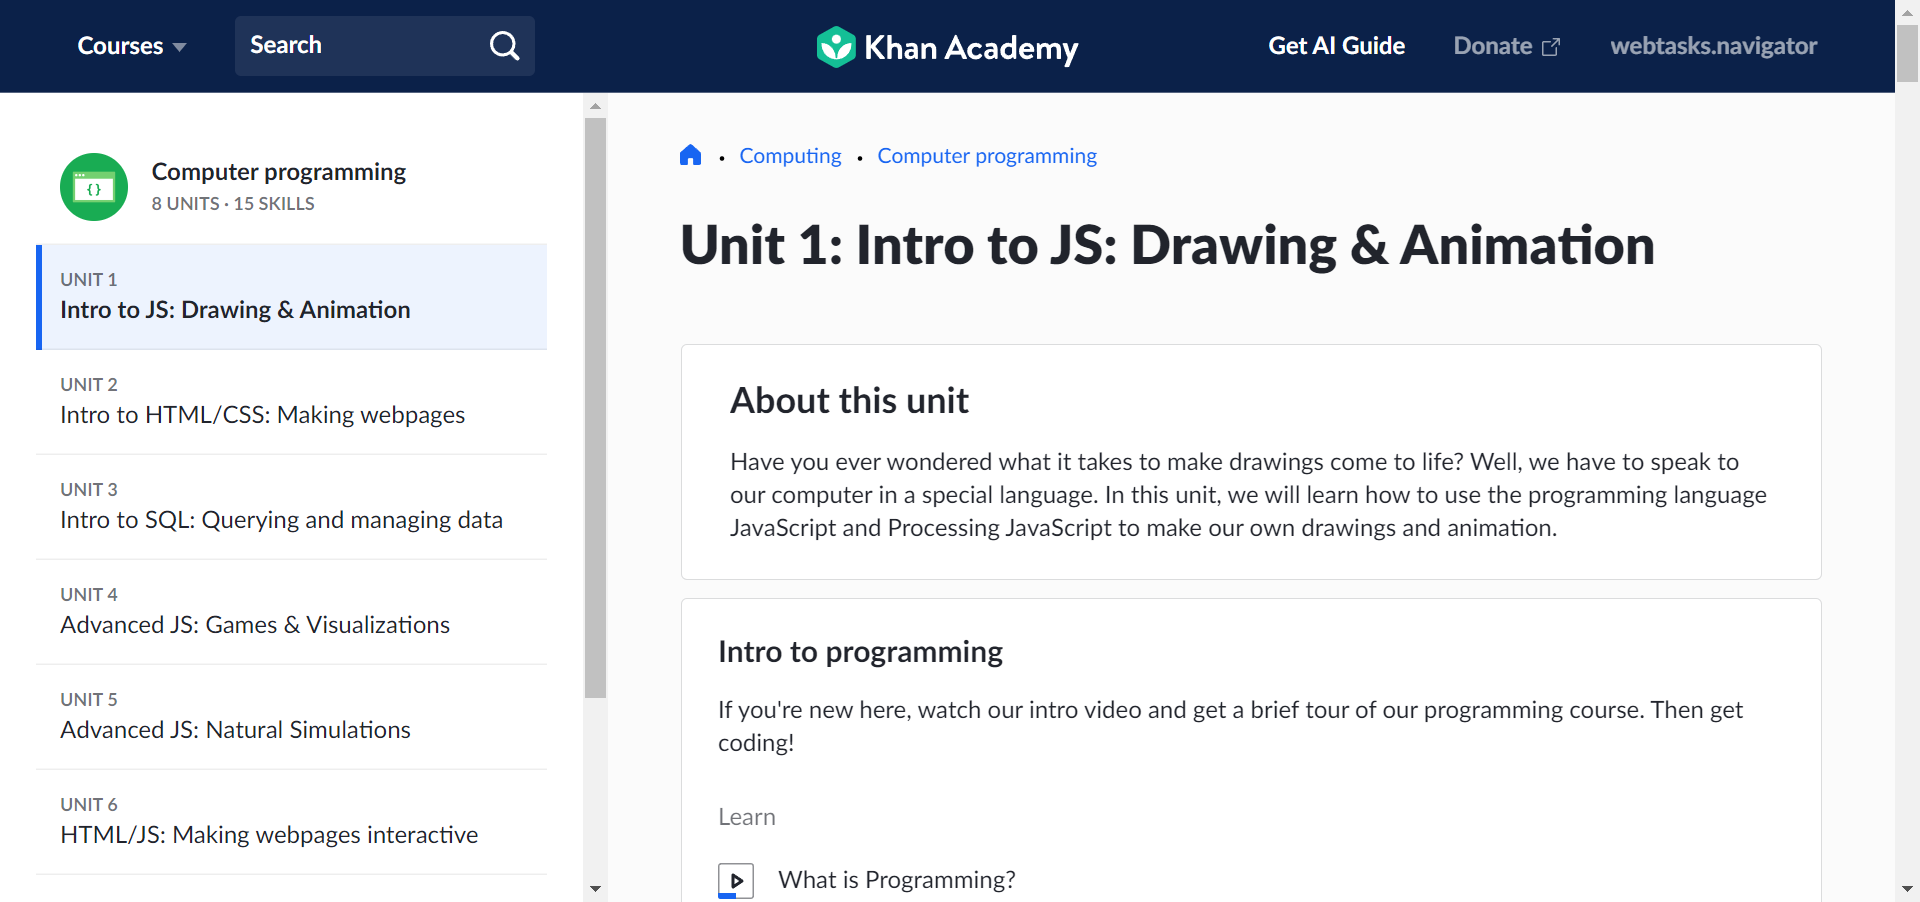 Courses
Search
Khan Academy
Get AI Guide
Donate
webtasks.navigator
Computer programming
8 UNITS · 15 SKILLS
UNIT 1
Intro to JS: Drawing & Animation
UNIT 2
Intro to HTML/CSS: Making webpages
UNIT 3
Intro to SQL: Querying and managing data
UNIT 4
Advanced JS: Games & Visualizations
UNIT 5
Advanced JS: Natural Simulations
UNIT 6
HTML/JS: Making webpages interactive
Computing • Computer programming
Unit 1: Intro to JS: Drawing & Animation
About this unit
Have you ever wondered what it takes to make drawings come to life? Well, we have to speak to
our computer in a special language. In this unit, we will learn how to use the programming language
JavaScript and Processing JavaScript to make our own drawings and animation.
Intro to programming
If you're new here, watch our intro video and get a brief tour of our programming course. Then get
coding!
Learn
What is Programming?